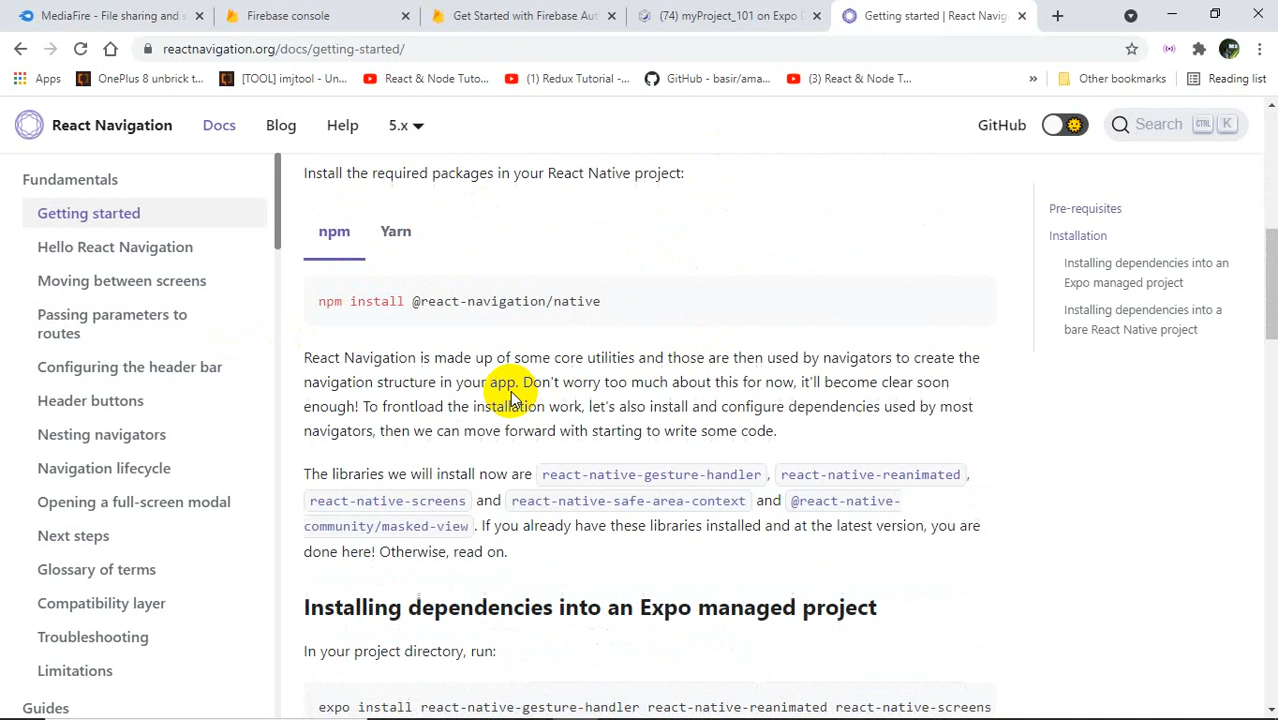 MediaFire - File sharing and s
Firebase console
Get Started with Firebase Aut
(74) myProject_101 on Expo D
Getting started | React Navig
reactnavigation.org/docs/getting-started/
Apps
OnePlus 8 unbrick t...
[TOOL] imjtool - Un...
React & Node Tuto...
(1) Redux Tutorial -...
GitHub - Redir/ama...
(3) React & Node T...
»
Other bookmarks
Reading list
React Navigation
Docs
Blog
Help
5.x
GitHub
Search
CTRL
K
Fundamentals
Getting started
Hello React Navigation
Moving between screens
Passing parameters to
routes
Configuring the header bar
Header buttons
Nesting navigators
Navigation lifecycle
Opening a full-screen modal
Next steps
Glossary of terms
Compatibility layer
Troubleshooting
Limitations
Guides
Install the required packages in your React Native project:
npm
Yarn
npm install @react-navigation/native
React Navigation is made up of some core utilities and those are then used by navigators to create the
navigation structure in your app. Don't worry too much about this for now, it'll become clear soon
enough! To frontload the installation work, let's also install and configure dependencies used by most
navigators, then we can move forward with starting to write some code.
The libraries we will install now are react-native-gesture-handler, react-native-reanimated,
react-native-screens and react-native-safe-area-context and @react-native-
community/masked-view. If you already have these libraries installed and at the latest version, you are
done here! Otherwise, read on.
Installing dependencies into an Expo managed project
In your project directory, run:
expo install react-native-gesture-handler react-native-reanimated react-native-screens
Pre-requisites
Installation
Installing dependencies into an
Expo managed project
Installing dependencies into a
bare React Native project